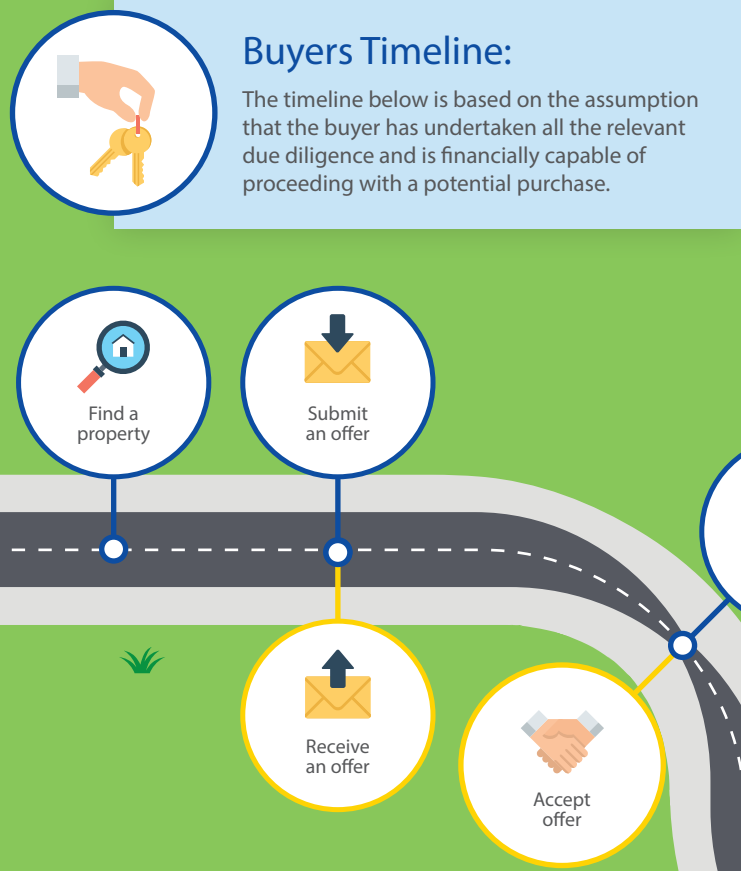 Buyers Timeline:
The timeline below is based on the assumption
that the buyer has undertaken all the relevant
due diligence and is financially capable of
proceeding with a potential purchase.
Find a
property
Submit
an offer
Receive
an offer
Accept
offer